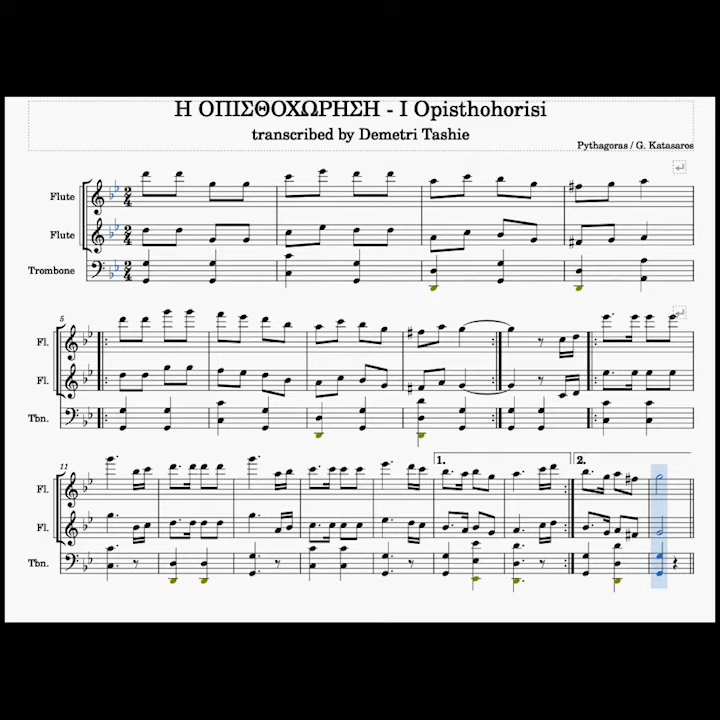 Η ΟΠΙΣΘΟΧΩΡΗΣΗ - I Opisthohorisi
transcribed by Demetri Tashie
Pythagoras / G. Katasaros
Flute
Flute
Trombone
5
Fl.
Fl.
Tbn.
11
1.
2.
Fl.
Fl.
Tbn.